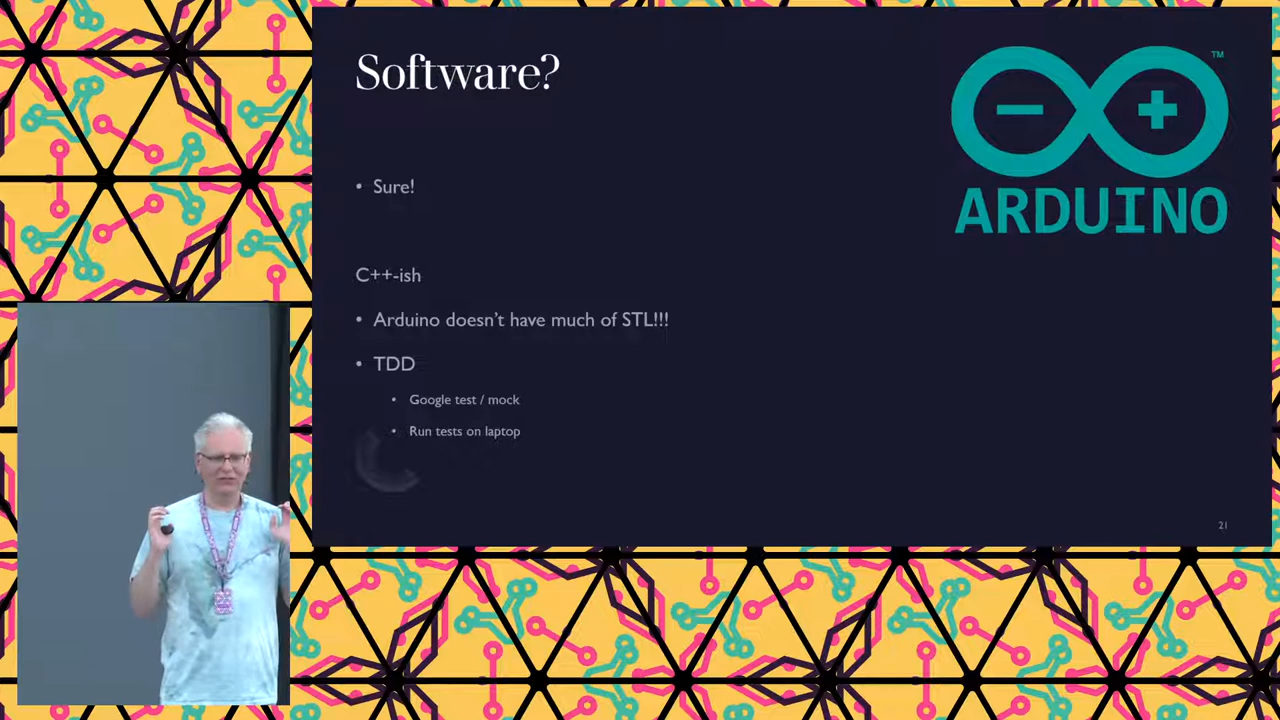 Software?
™
ARDUINO
• Sure!
C++-ish
• Arduino doesn't have much of STL!!!
• TDD
• Google test / mock
• Run tests on laptop
21